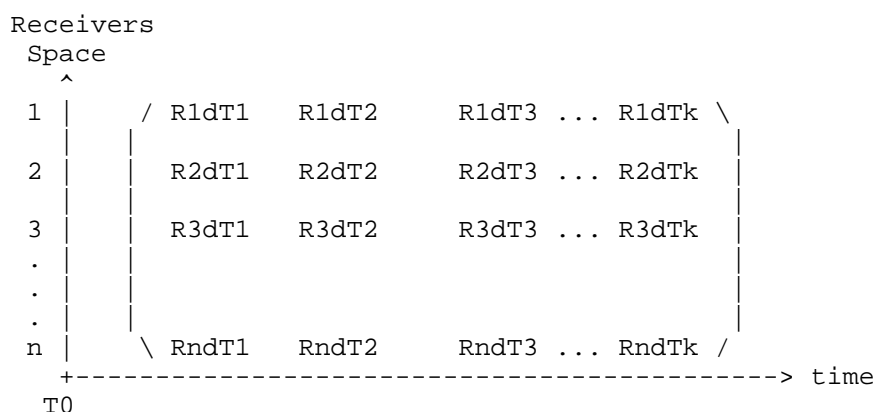 Receivers
Space
^
1 | / R1dT1 R1dT2 R1dT3 ... R1dTk \
| | |
2 | | R2dT1 R2dT2 R2dT3 ... R2dTk |
| | |
3 | | R3dT1 R3dT2 R3dT3 ... R3dTk |
. | | |
. | | |
. | | |
n | \ RndT1 RndT2 RndT3 ... RndTk /
+--------------------------------------------> time
T0